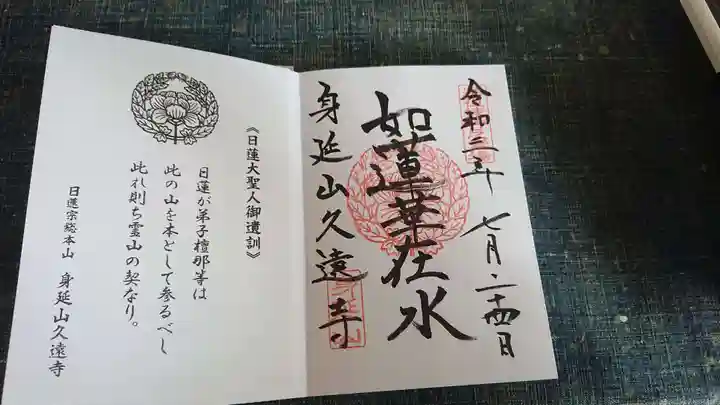 令和三年 七月二十四日
如蓮華在水
身延山久遠寺
《日蓮大聖人御遺訓》
日蓮が弟子檀那等は
此の山を本として参るべし
此れ則ち霊山の契なり。
日蓮宗総本山 身延山久遠寺